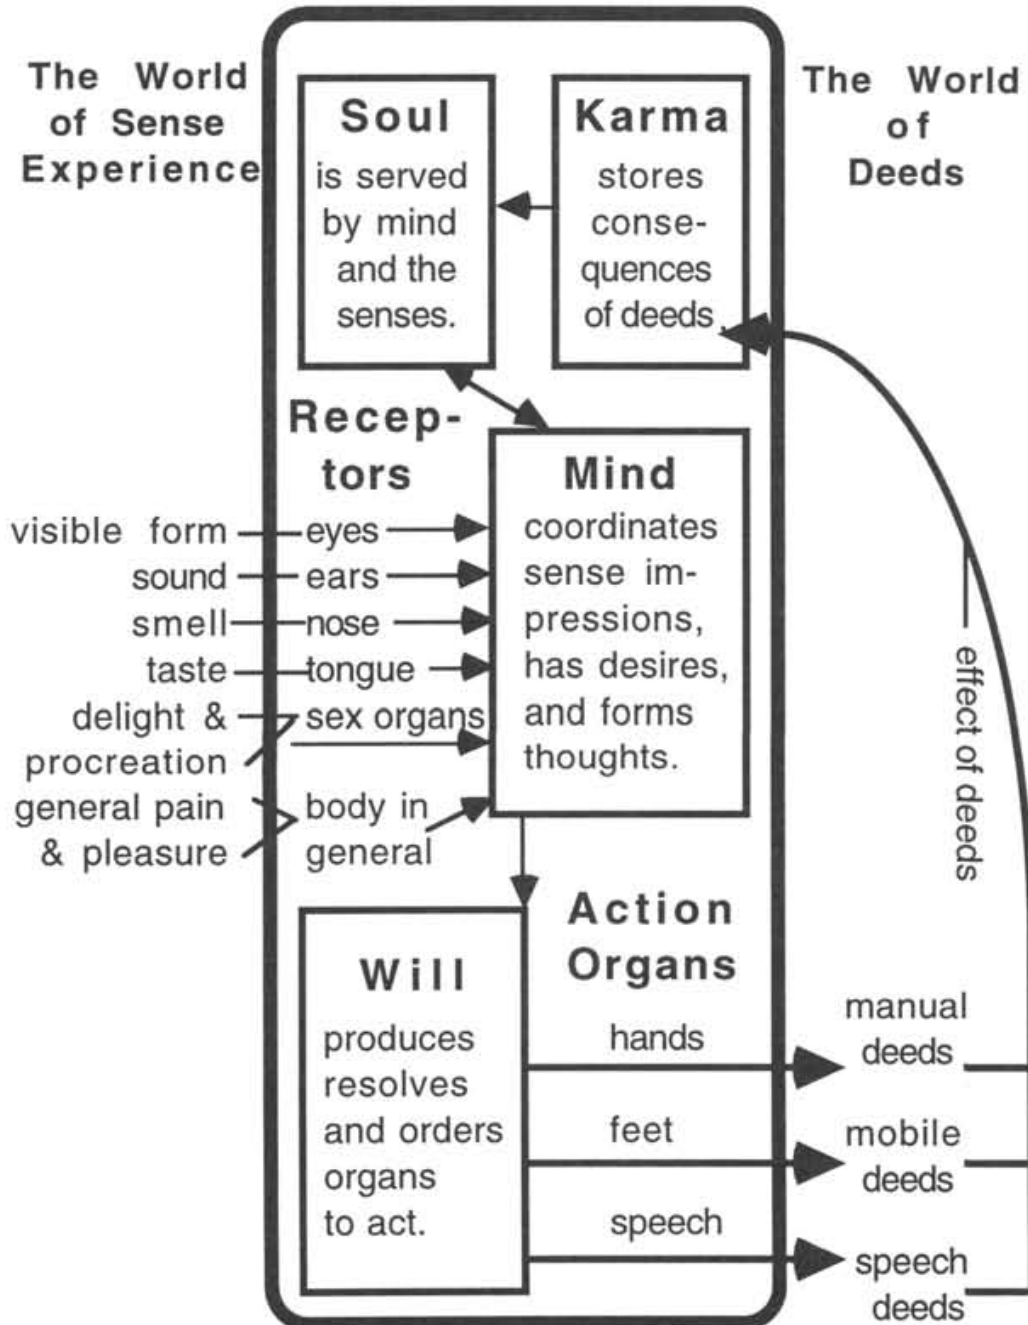 The World
of Sense
Experience
Soul
is served
by mind
and the
senses.
Karma
stores
conse-
quences
of deeds
The World
of
Deeds
Recep-
tors
visible form
eyes
sound
ears
smell
nose
taste
tongue
delight &
procreation
sex organs
general pain
& pleasure
body in
general
Mind
coordinates
sense im-
pressions,
has desires,
and forms
thoughts.
effect of deeds
Will
produces
resolves
and orders
organs
to act.
Action
Organs
hands
feet
speech
manual
deeds
mobile
deeds
speech
deeds